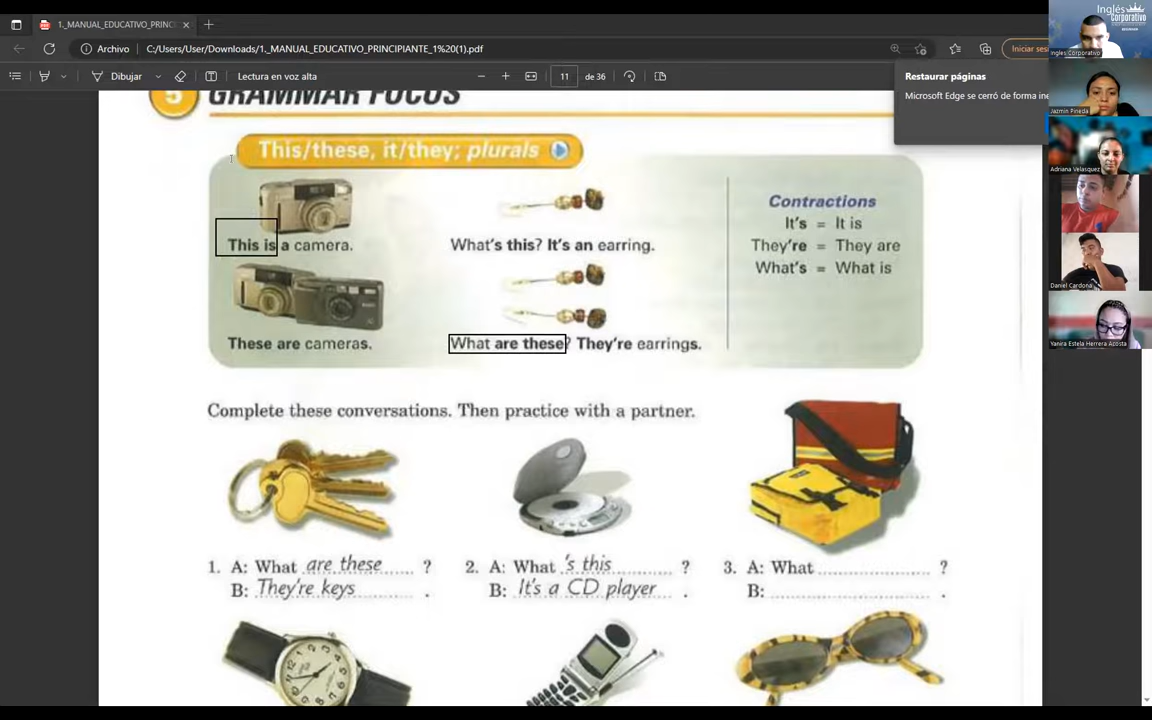 1._MANUAL_EDUCATIVO_PRINC
Archivo
C:/Users/User/Downloads/1._MANUAL_EDUCATIVO_PRINCIPIANTE_1%20(1).pdf
Iniciar ses
Dibujar
Lectura en voz alta
11 de 36
Restaurar páginas
Microsoft Edge se cerró de forma ine
Inglés
Corporativo
Ingles Corporativo
Jazmin Pineda
Adriana Velasquez
Daniel Cardona
Yanira Estela Herrera Acosta
5 GRAMMAR FOCUS
This/these, it/they; plurals
This is a camera.
What's this? It's an earring.
These are cameras.
What are these? They're earrings.
Contractions
It's = It is
They're = They are
What's = What is
Complete these conversations. Then practice with a partner.
1. A: What are these ?
B: They're keys .
2. A: What 's this ?
B: It's a CD player .
3. A: What ?
B: .